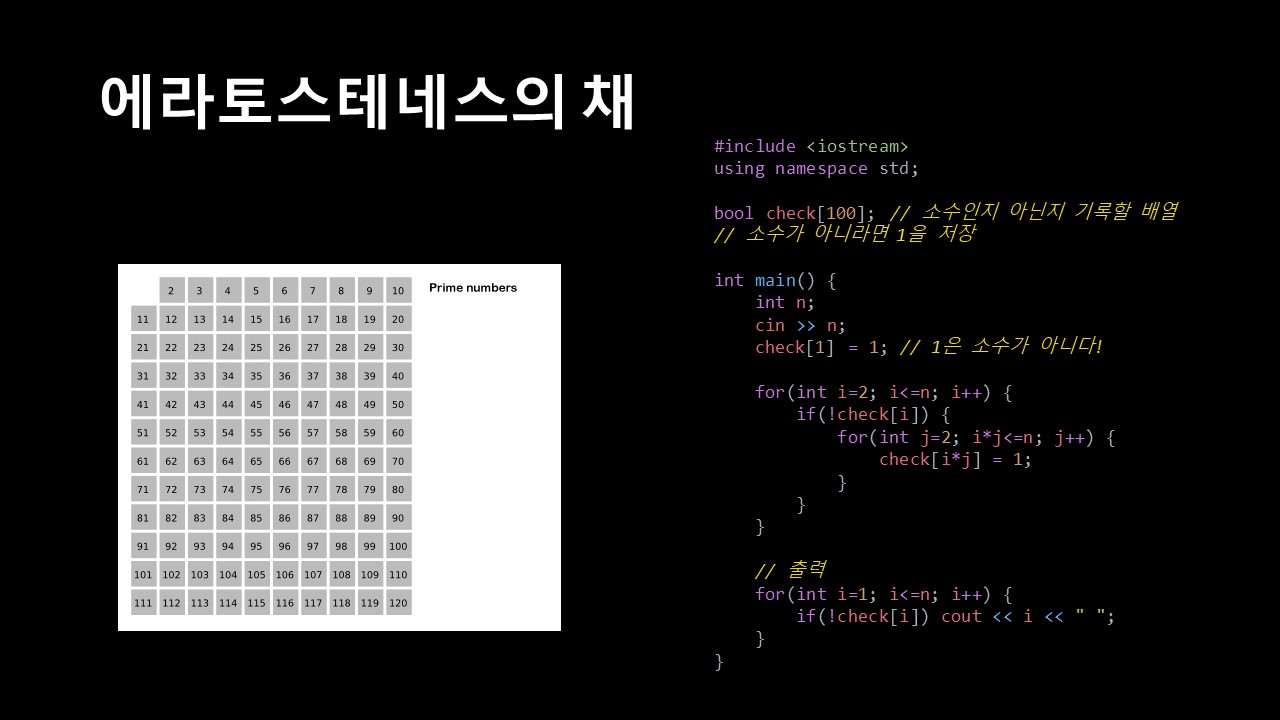 에라토스테네스의 채
2 3 4 5 6 7 8 9 10
11 12 13 14 15 16 17 18 19 20
21 22 23 24 25 26 27 28 29 30
31 32 33 34 35 36 37 38 39 40
41 42 43 44 45 46 47 48 49 50
51 52 53 54 55 56 57 58 59 60
61 62 63 64 65 66 67 68 69 70
71 72 73 74 75 76 77 78 79 80
81 82 83 84 85 86 87 88 89 90
91 92 93 94 95 96 97 98 99 100
101 102 103 104 105 106 107 108 109 110
111 112 113 114 115 116 117 118 119 120
Prime numbers
#include <iostream>
using namespace std;
bool check[100]; // 소수인지 아닌지 기록할 배열
// 소수가 아니라면 1을 저장
int main() {
    int n;
    cin >> n;
    check[1] = 1; // 1은 소수가 아니다!
    for(int i=2; i<=n; i++) {
        if(!check[i]) {
            for(int j=2; i*j<=n; j++) {
                check[i*j] = 1;
            }
        }
    }
    // 출력
    for(int i=1; i<=n; i++) {
        if(!check[i]) cout << i << " ";
    }
}